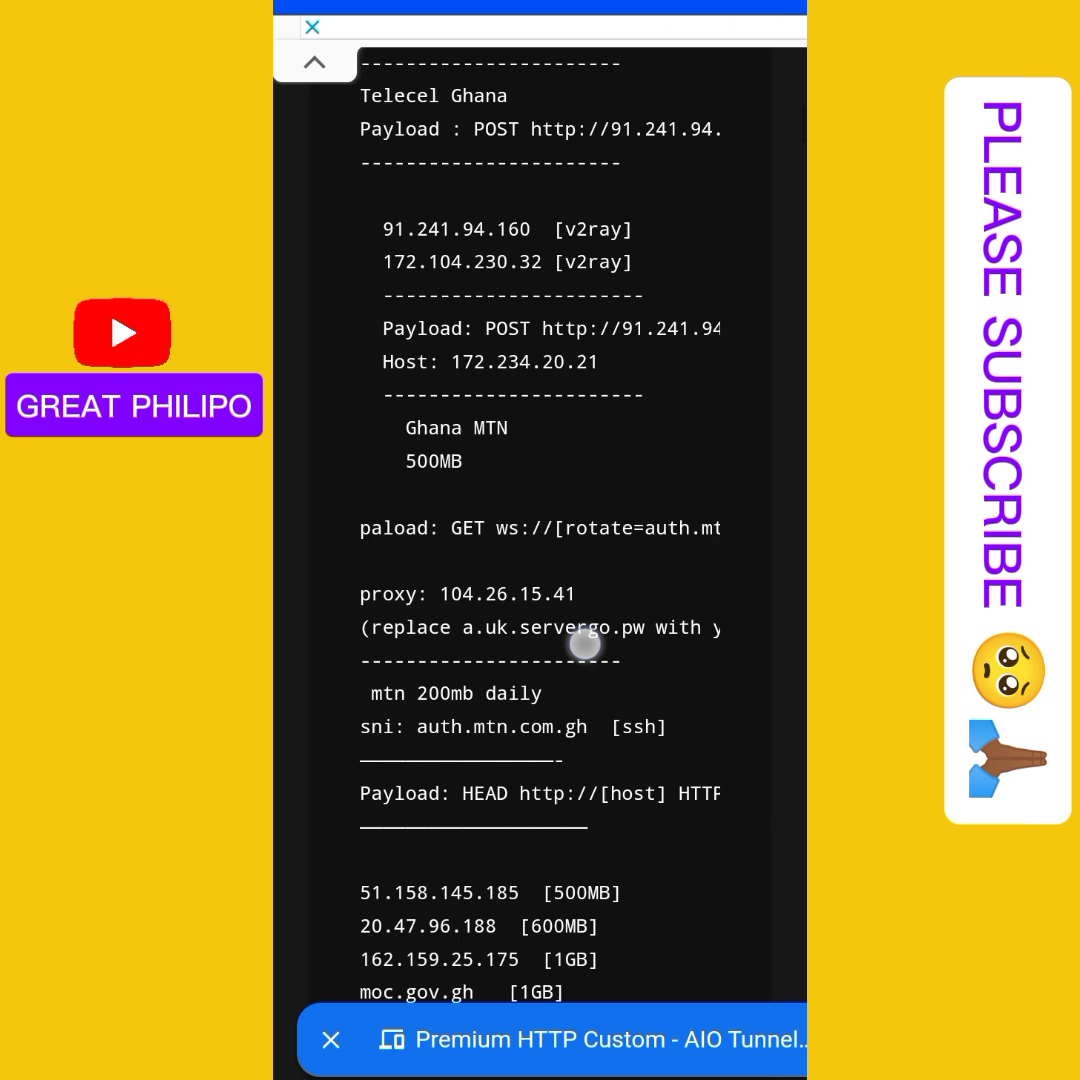 -----------------------
Telecel Ghana
Payload : POST http://91.241.94.
-----------------------
91.241.94.160  [v2ray]
172.104.230.32 [v2ray]
-----------------------
Payload: POST http://91.241.94
Host: 172.234.20.21
-----------------------
Ghana MTN
500MB
paload: GET ws://[rotate=auth.mt
proxy: 104.26.15.41
(replace a.uk.servergo.pw with y
-----------------------
mtn 200mb daily
sni: auth.mtn.com.gh  [ssh]
—————————————————-
Payload: HEAD http://[host] HTTP
————————————————————
51.158.145.185  [500MB]
20.47.96.188  [600MB]
162.159.25.175  [1GB]
moc.gov.gh   [1GB]
Premium HTTP Custom - AIO Tunnel..
GREAT PHILIPO
PLEASE SUBSCRIBE 🥺🙏🏾